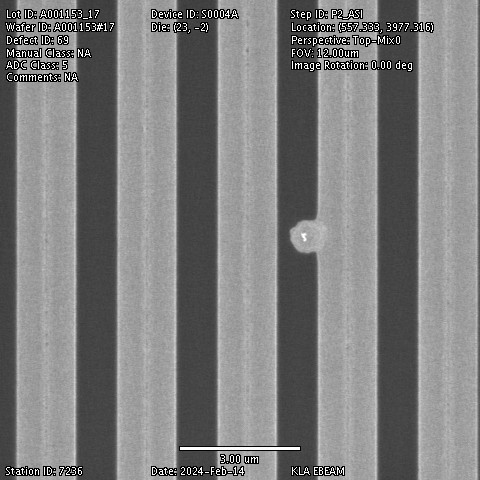 Lot ID: A001153_17
Wafer ID: A001153#17
Defect ID: 69
Manual Class: NA
ADC Class: 5
Comments: NA
Device ID: S0004A
Die: (23, -2)
Step ID: P2_ASI
Location: (557.333, 3977.316)
Perspective: Top-Mix0
FOV: 12.00um
Image Rotation: 0.00 deg
3.00 um
Station ID: 7236
Date: 2024-Feb-14
KLA EBEAM